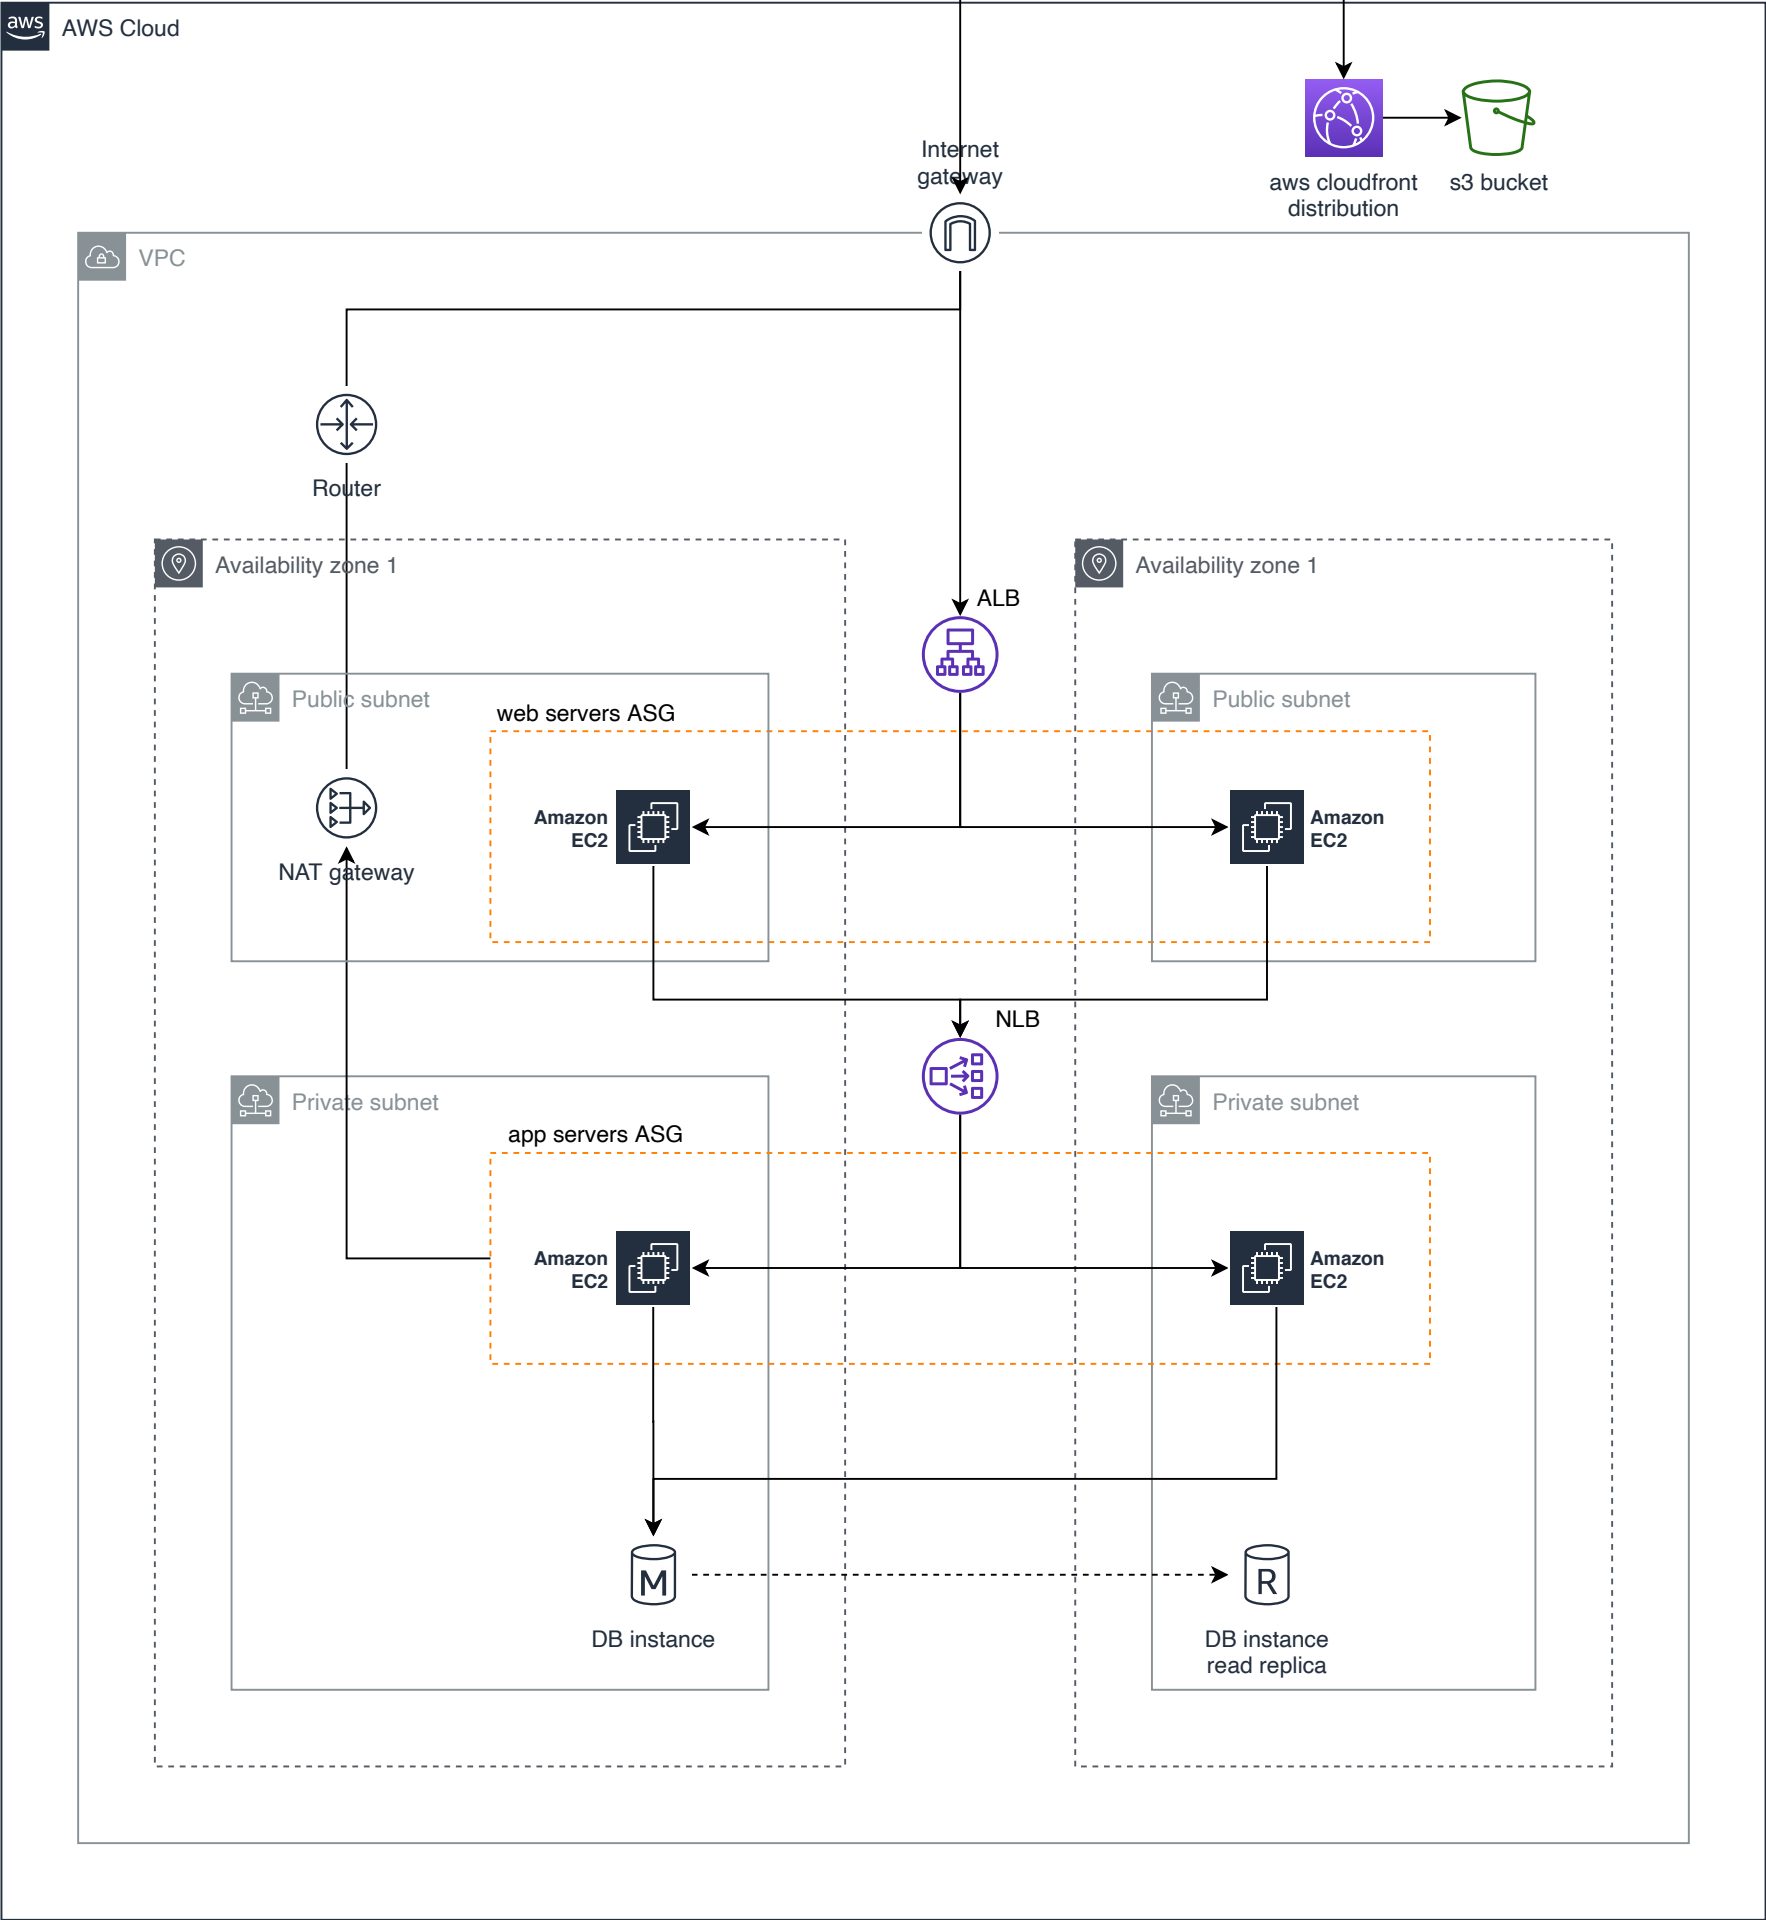 aws
AWS Cloud
Internet
gateway
aws cloudfront
distribution
s3 bucket
VPC
Router
Availability zone 1
Availability zone 1
ALB
Public subnet
Public subnet
web servers ASG
Amazon
EC2
Amazon
EC2
NAT gateway
NLB
Private subnet
Private subnet
app servers ASG
Amazon
EC2
Amazon
EC2
M
R
DB instance
DB instance
read replica